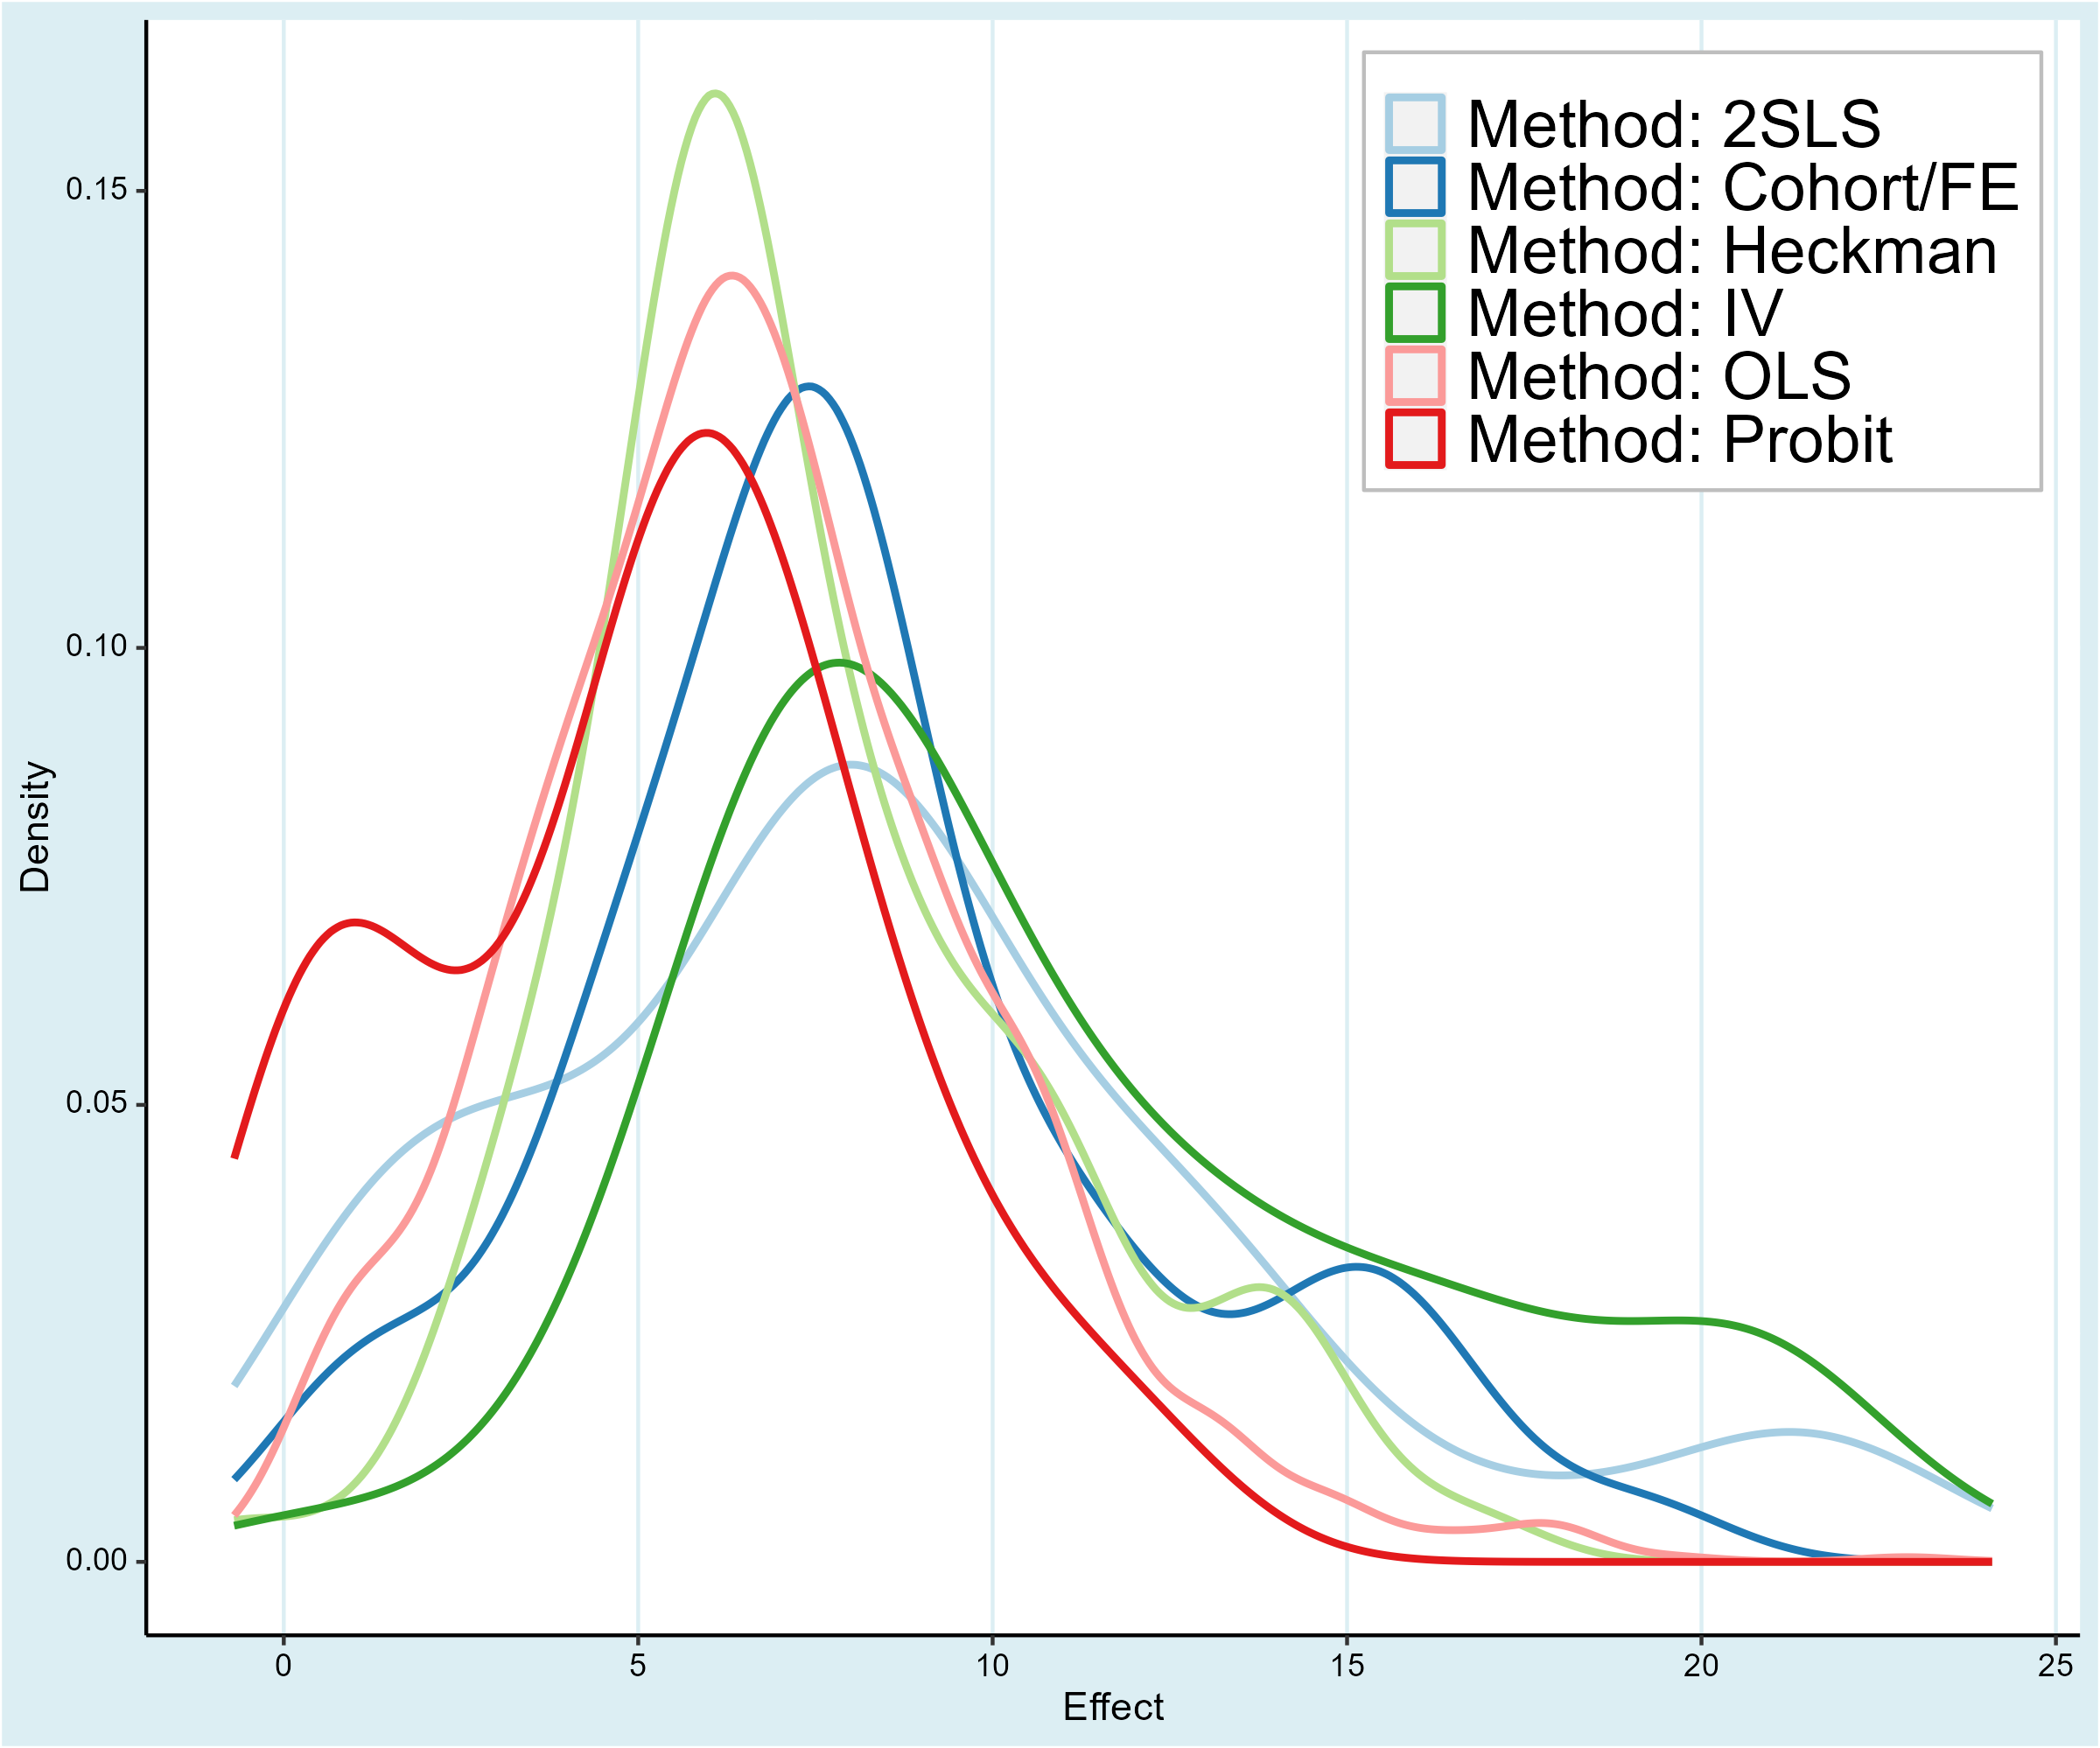 Method: 2SLS
Method: Cohort/FE
Method: Heckman
Method: IV
Method: OLS
Method: Probit
0.15
0.10
0.05
0.00
Density
0 5 10 15 20 25
Effect